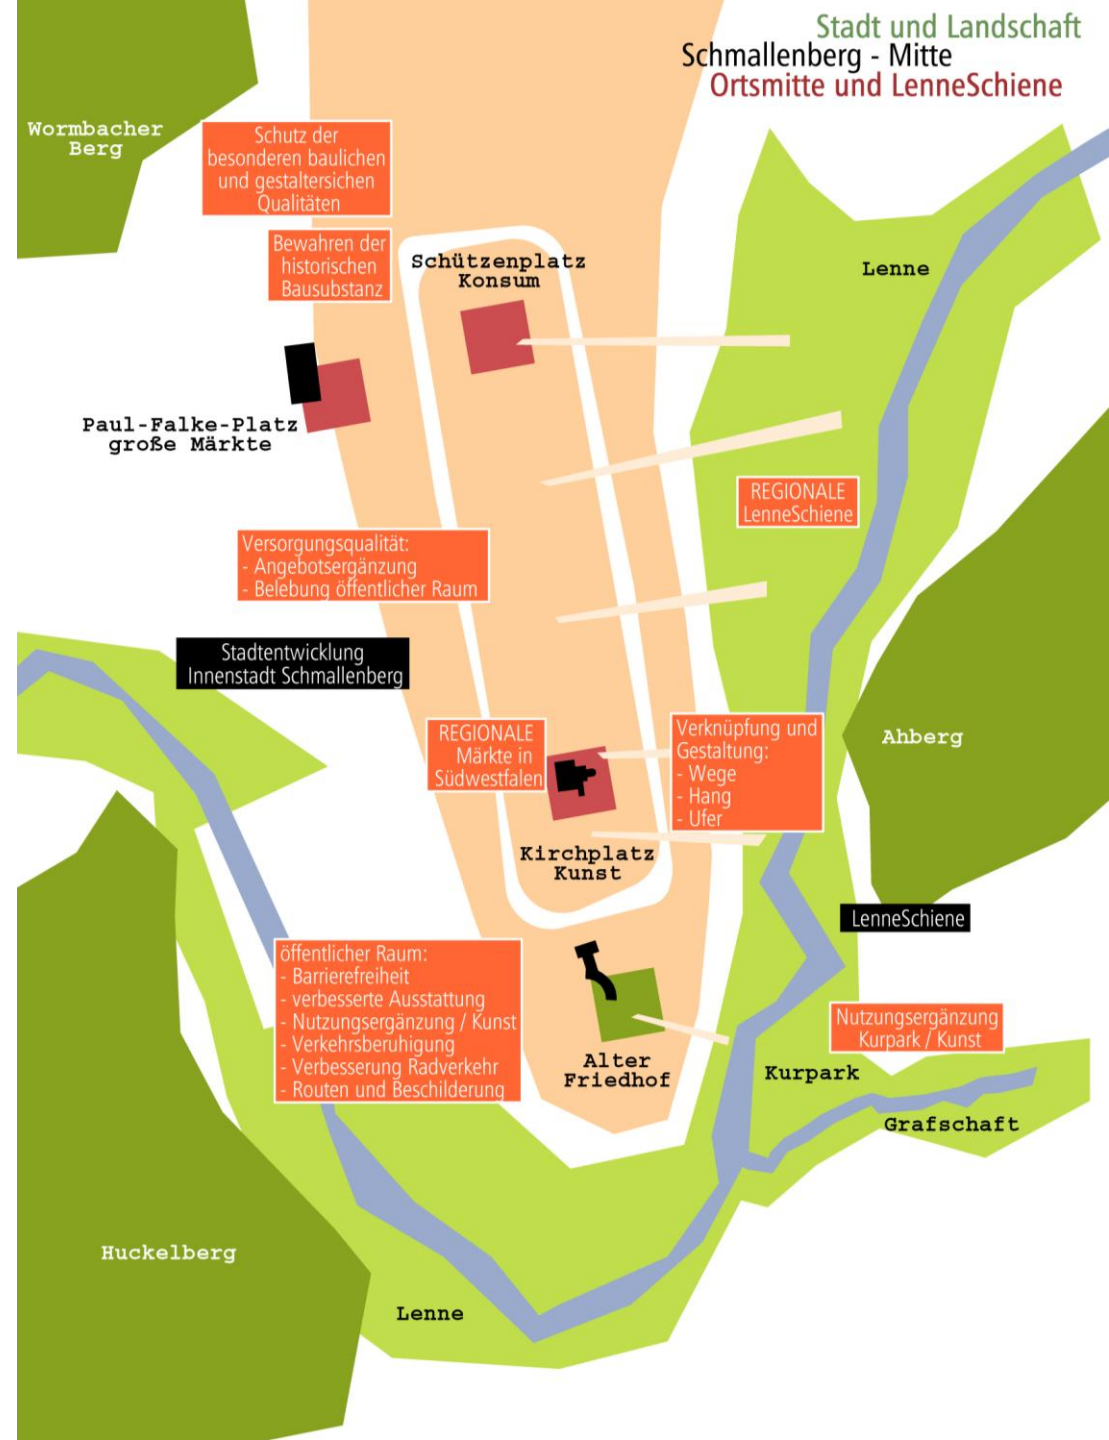 Stadt und Landschaft
Schmallenberg - Mitte
Ortsmitte und LenneSchiene
Wormbacher
Berg
Schutz der
besonderen baulichen
und gestaltersichen
Qualitäten
Bewahren der
historischen
Bausubstanz
Schützenplatz
Konsum
Lenne
Paul-Falke-Platz
große Märkte
REGIONALE
LenneSchiene
Versorgungsqualität:
- Angebotsergänzung
- Belebung öffentlicher Raum
Stadtentwicklung
Innenstadt Schmallenberg
REGIONALE
Märkte in
Südwestfalen
Verknüpfung und
Gestaltung:
- Wege
- Hang
- Ufer
Ahberg
Kirchplatz
Kunst
LenneSchiene
öffentlicher Raum:
- Barrierefreiheit
- verbesserte Ausstattung
- Nutzungsergänzung / Kunst
- Verkehrsberuhigung
- Verbesserung Radverkehr
- Routen und Beschilderung
Nutzungsergänzung
Kurpark / Kunst
Alter
Friedhof
Kurpark
Grafschaft
Huckelberg
Lenne